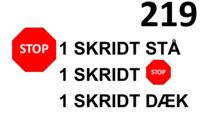 219
STOP 1 SKRIDT STÅ
1 SKRIDT STOP
1 SKRIDT DÆK